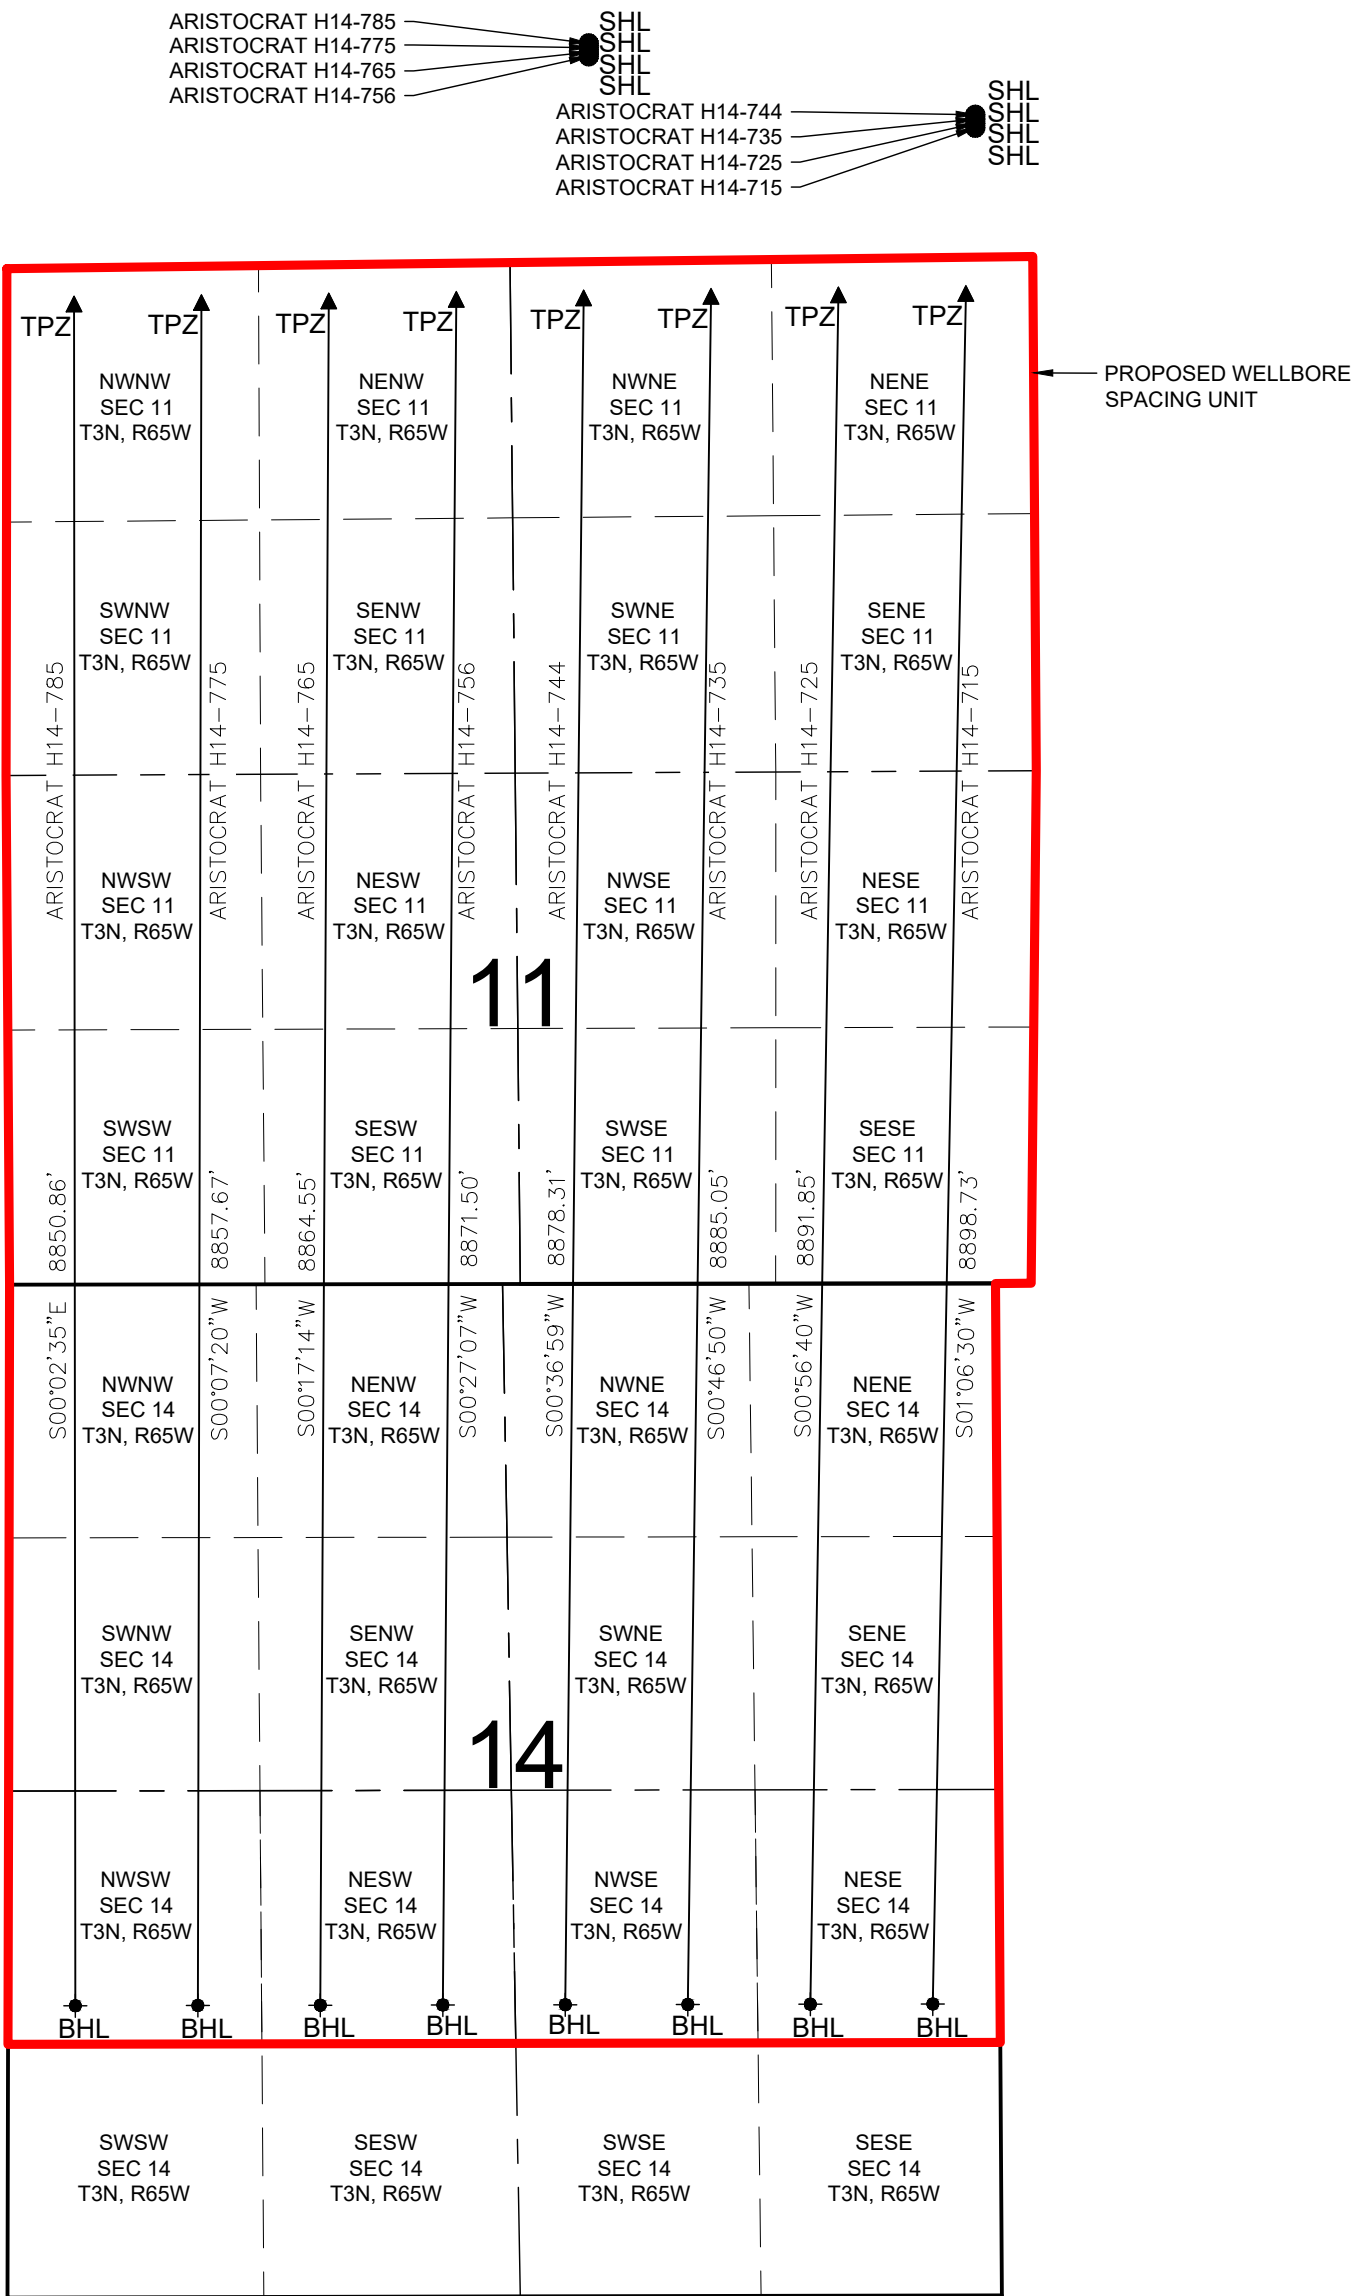 ARISTOCRAT H14-785
ARISTOCRAT H14-775
ARISTOCRAT H14-765
ARISTOCRAT H14-756
SHL
SHL
SHL
SHL
ARISTOCRAT H14-744
ARISTOCRAT H14-735
ARISTOCRAT H14-725
ARISTOCRAT H14-715
SHL
SHL
SHL
SHL
TPZ
TPZ
TPZ
TPZ
TPZ
TPZ
TPZ
TPZ
PROPOSED WELLBORE
SPACING UNIT
NWNW
SEC 11
T3N, R65W
NENW
SEC 11
T3N, R65W
NWNE
SEC 11
T3N, R65W
NENE
SEC 11
T3N, R65W
SWNW
SEC 11
T3N, R65W
SENW
SEC 11
T3N, R65W
SWNE
SEC 11
T3N, R65W
SENE
SEC 11
T3N, R65W
ARISTOCRAT H14-785
ARISTOCRAT H14-775
ARISTOCRAT H14-765
ARISTOCRAT H14-756
ARISTOCRAT H14-744
ARISTOCRAT H14-735
ARISTOCRAT H14-725
ARISTOCRAT H14-715
NWSW
SEC 11
T3N, R65W
NESW
SEC 11
T3N, R65W
NWSE
SEC 11
T3N, R65W
NESE
SEC 11
T3N, R65W
11
SWSW
SEC 11
T3N, R65W
SESW
SEC 11
T3N, R65W
SWSE
SEC 11
T3N, R65W
SESE
SEC 11
T3N, R65W
S00°02'35"E 8850.86'
S00°07'20"W 8857.67'
S00°17'14"W 8864.55'
S00°27'07"W 8871.50'
S00°36'59"W 8878.31'
S00°46'50"W 8885.05'
S00°56'40"W 8891.85'
S01°06'30"W 8898.73'
NWNW
SEC 14
T3N, R65W
NENW
SEC 14
T3N, R65W
NWNE
SEC 14
T3N, R65W
NENE
SEC 14
T3N, R65W
SWNW
SEC 14
T3N, R65W
SENW
SEC 14
T3N, R65W
SWNE
SEC 14
T3N, R65W
SENE
SEC 14
T3N, R65W
14
NWSW
SEC 14
T3N, R65W
NESW
SEC 14
T3N, R65W
NWSE
SEC 14
T3N, R65W
NESE
SEC 14
T3N, R65W
BHL
BHL
BHL
BHL
BHL
BHL
BHL
BHL
SWSW
SEC 14
T3N, R65W
SESW
SEC 14
T3N, R65W
SWSE
SEC 14
T3N, R65W
SESE
SEC 14
T3N, R65W